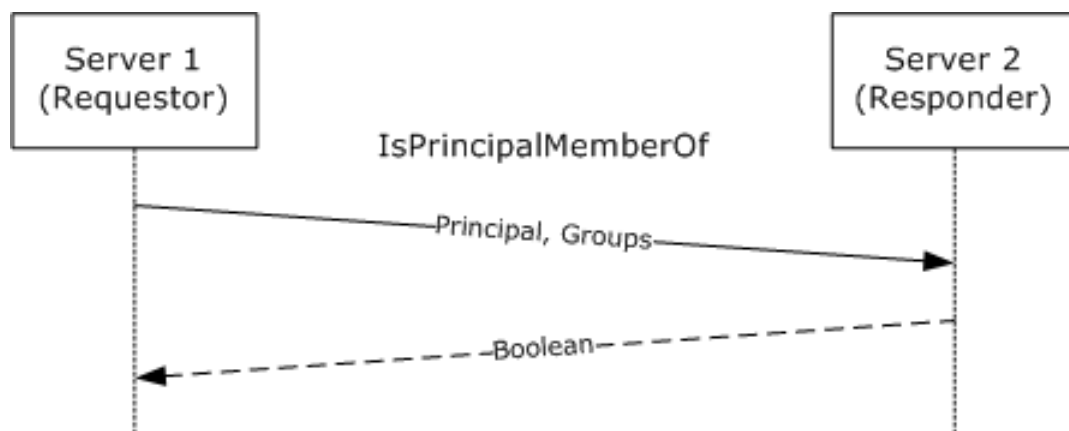 Server 1
(Requestor)
Server 2
(Responder)
IsPrincipalMemberOf
Principal, Groups
Boolean